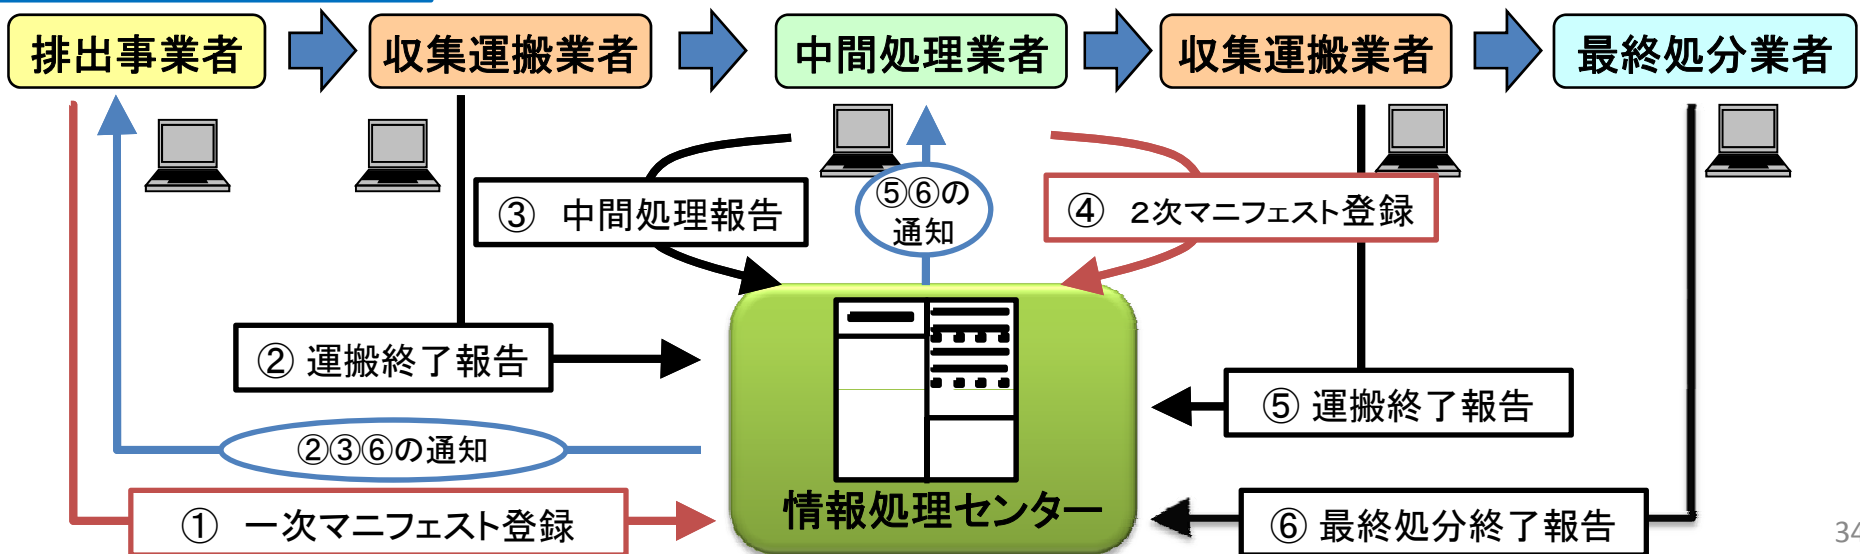 排出事業者
収集運搬業者
中間処理業者
収集運搬業者
最終処分業者
③ 中間処理報告
⑤⑥の
通知
④ 2次マニフェスト登録
② 運搬終了報告
⑤ 運搬終了報告
②③⑥の通知
① 一次マニフェスト登録
情報処理センター
⑥ 最終処分終了報告
34